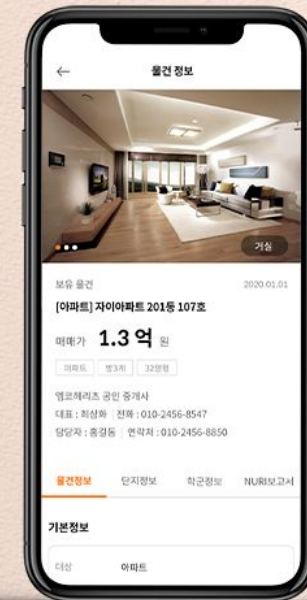 ← 물건 정보
거실
보유 물건 2020.01.01
[아파트] 자이아파트 201동 107호
매매가 1.3 억 원
아파트 방3개 32평형
엠코헤리츠 공인 중개사
대표 : 최상화 전화 : 010-2456-8547
담당자 : 홍길동 연락처 : 010-2456-8850
물건정보 단지정보 학군정보 NURI보고서
기본정보
대상 아파트